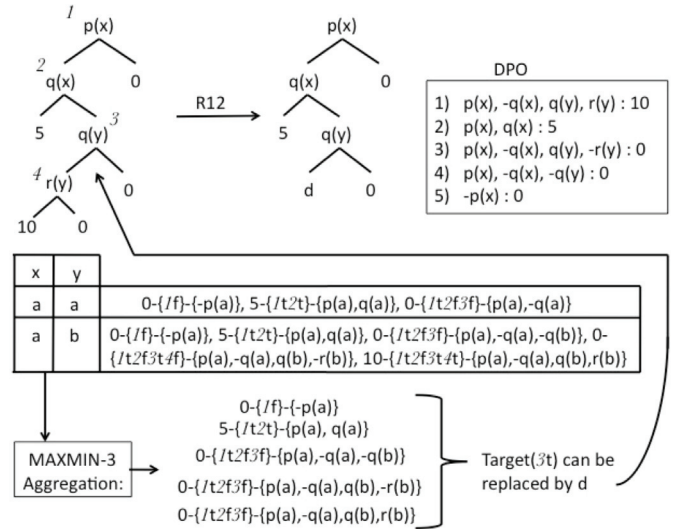 1
p(x)
2
q(x)
0
5
q(y)
3
4
r(y)
0
10
0
R12
p(x)
q(x)
0
5
q(y)
d
0
DPO
1) p(x), -q(x), q(y), r(y) : 10
2) p(x), q(x) : 5
3) p(x), -q(x), q(y), -r(y) : 0
4) p(x), -q(x), -q(y) : 0
5) -p(x) : 0
x y
a a 0-{1f}-{-p(a)}, 5-{1t2t}-{p(a),q(a)}, 0-{1t2f3f}-{p(a),-q(a)}
a b 0-{1f}-{-p(a)}, 5-{1t2t}-{p(a),q(a)}, 0-{1t2f3f}-{p(a),-q(a),-q(b)}, 0-
{1t2f3t4f}-{p(a),-q(a),q(b),-r(b)}, 10-{1t2f3t4t}-{p(a),-q(a),q(b),r(b)}
MAXMIN-3
Aggregation:
0-{1f}-{-p(a)}
5-{1t2t}-{p(a), q(a)}
0-{1t2f3f}-{p(a),-q(a),-q(b)}
0-{1t2f3f}-{p(a),-q(a),q(b),-r(b)}
0-{1t2f3f}-{p(a),-q(a),q(b),r(b)}
Target(3t) can be
replaced by d